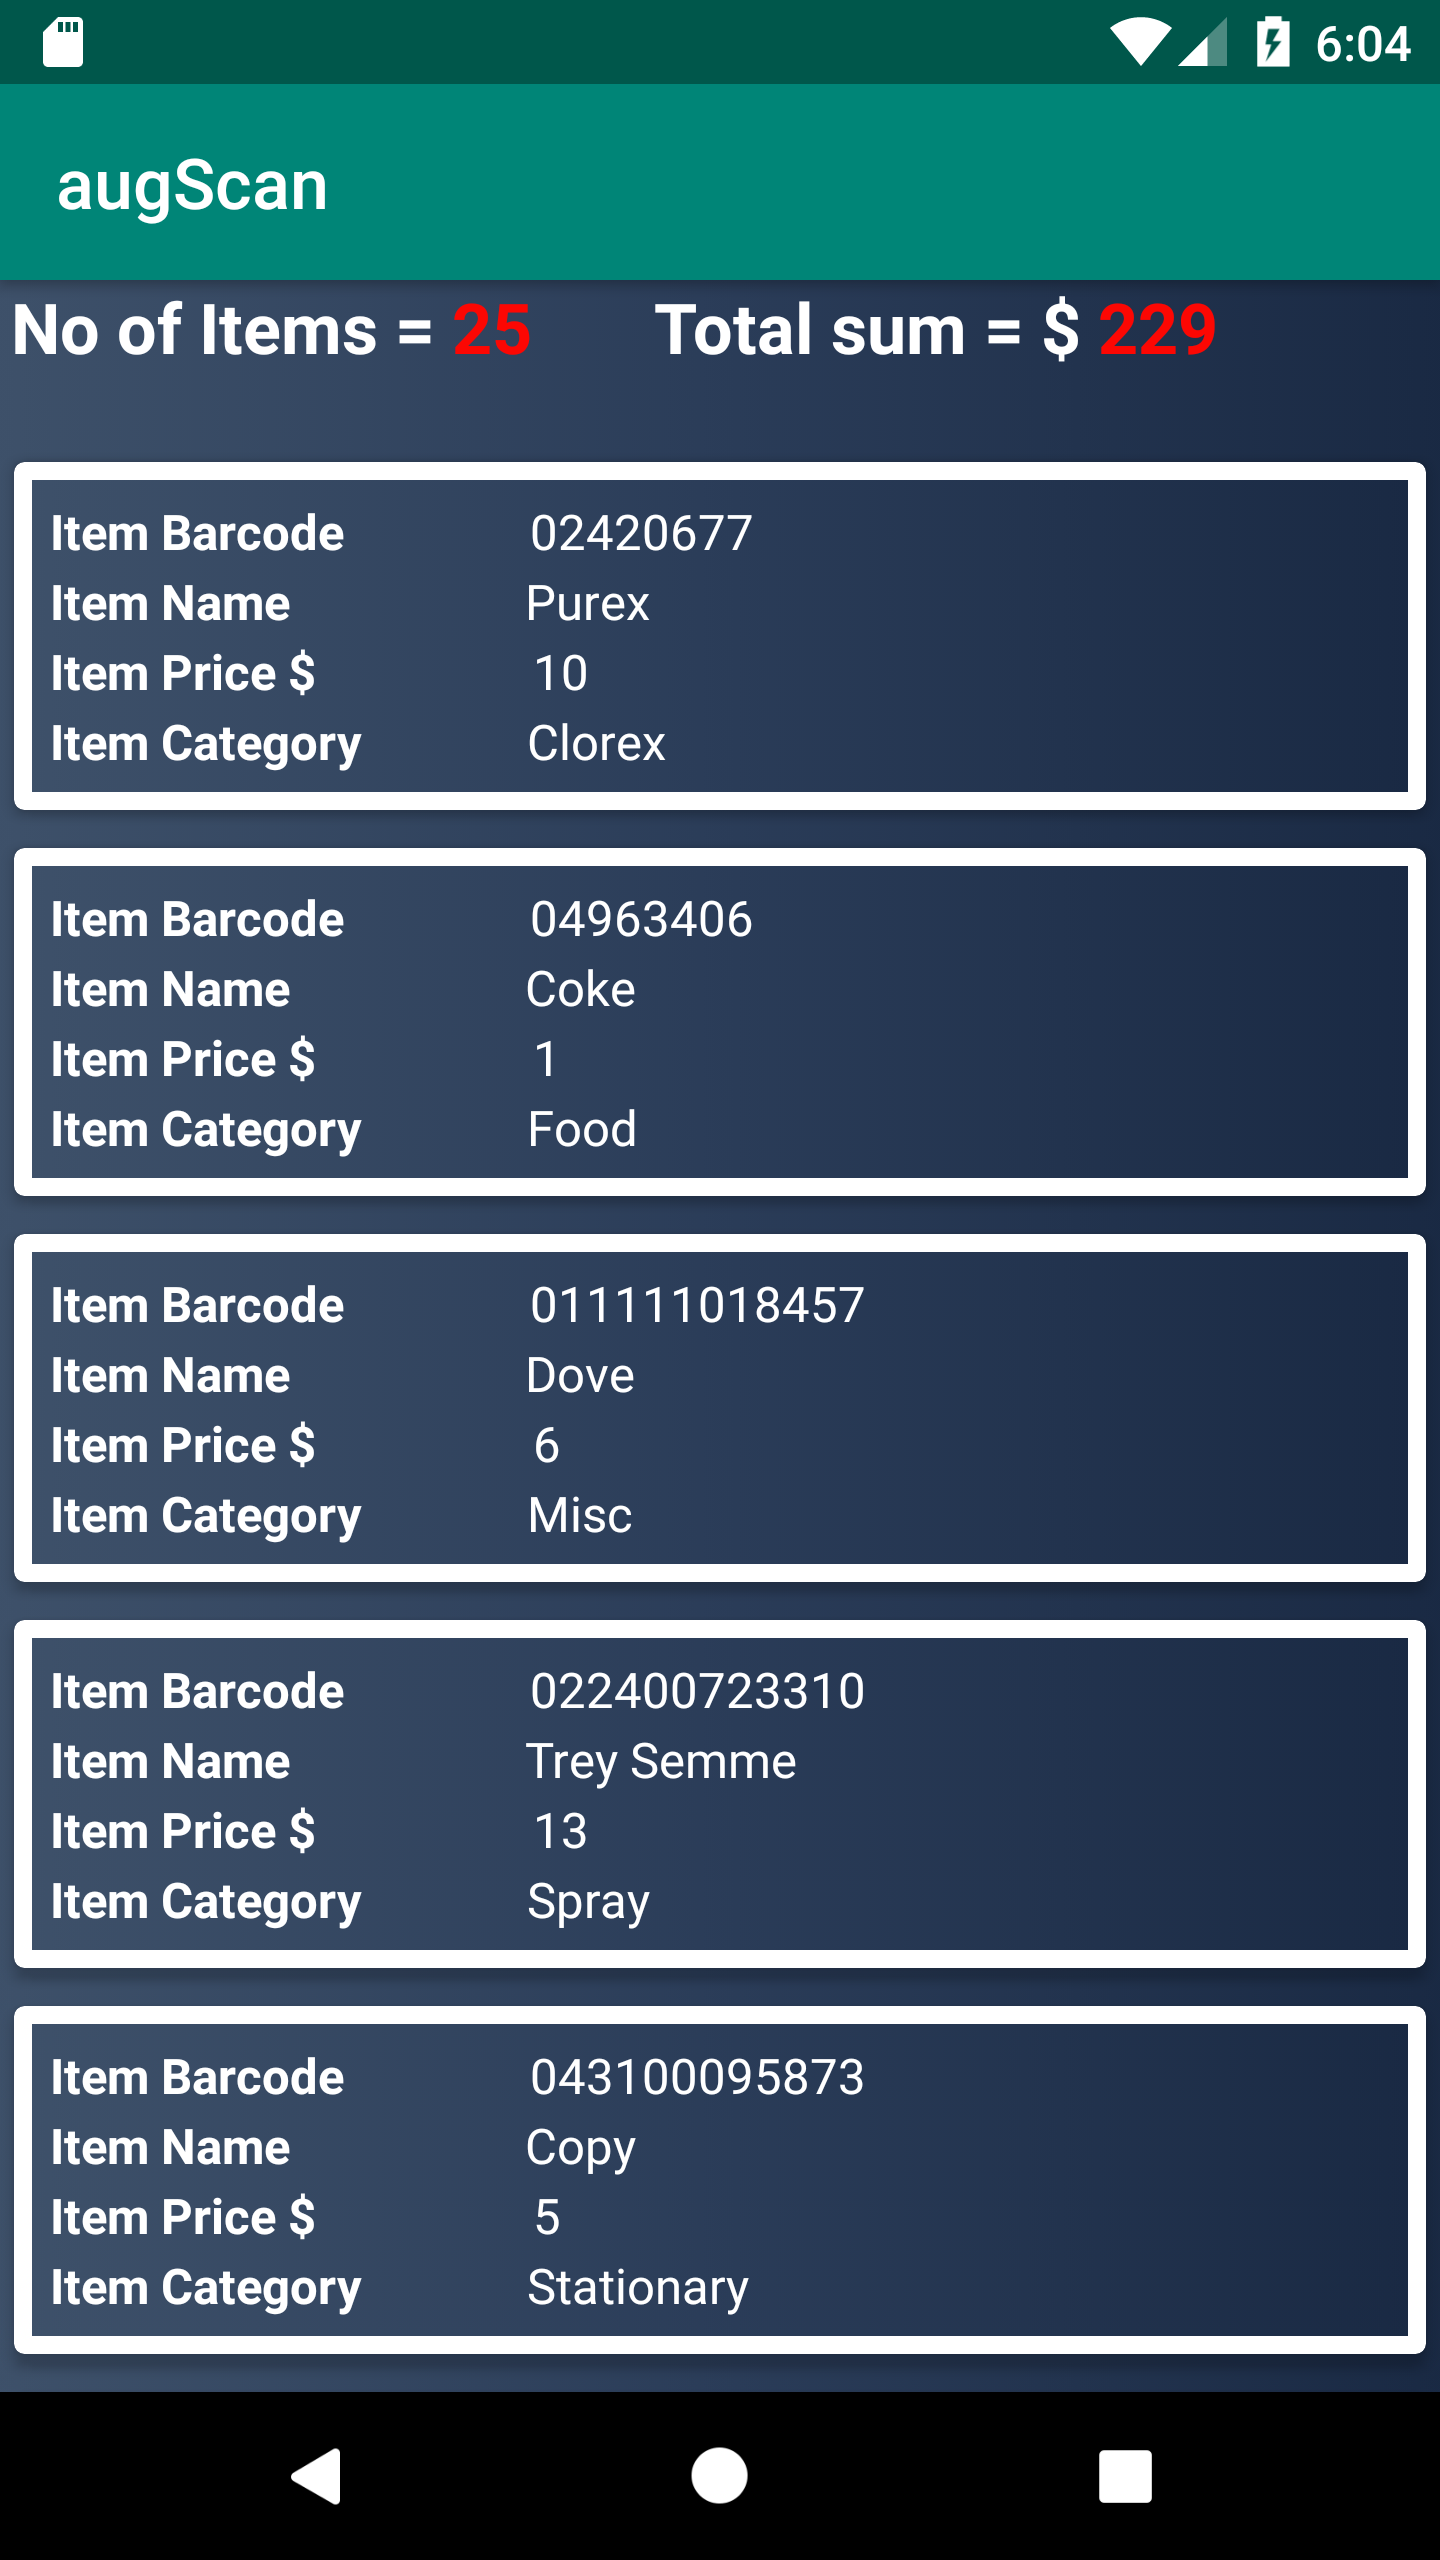 6:04
augScan
No of Items = 25 Total sum = $ 229
Item Barcode 02420677
Item Name Purex
Item Price $ 10
Item Category Clorex
Item Barcode 04963406
Item Name Coke
Item Price $ 1
Item Category Food
Item Barcode 011111018457
Item Name Dove
Item Price $ 6
Item Category Misc
Item Barcode 022400723310
Item Name Trey Semme
Item Price $ 13
Item Category Spray
Item Barcode 043100095873
Item Name Copy
Item Price $ 5
Item Category Stationary